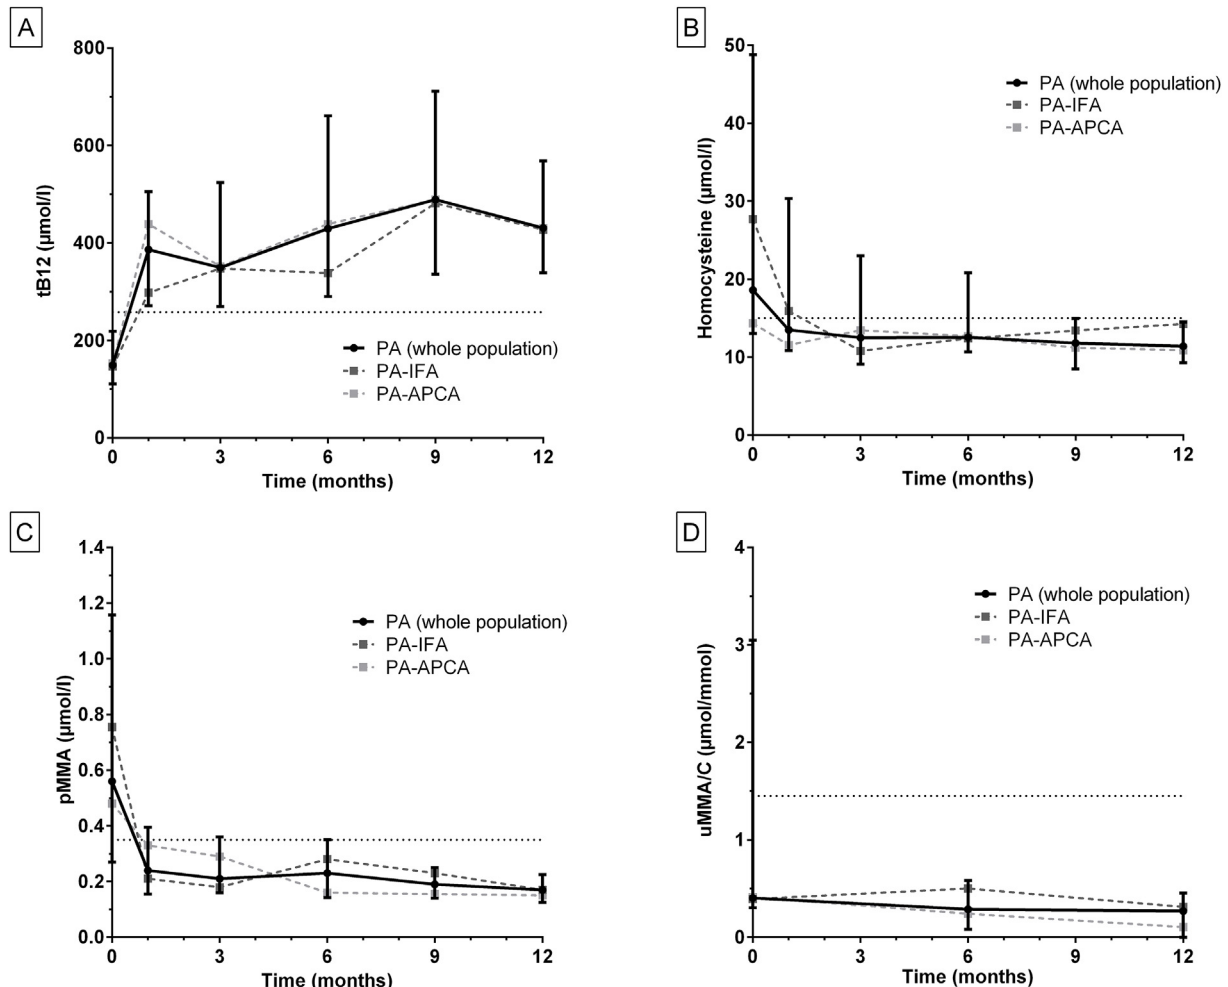 A
800
600
400
200
0
tB12 (µmol/l)
0 3 6 9 12
Time (months)
PA (whole population)
PA-IFA
PA-APCA
B
50
40
30
20
10
0
Homocysteine (µmol/l)
0 3 6 9 12
Time (months)
PA (whole population)
PA-IFA
PA-APCA
C
1.4
1.2
1.0
0.8
0.6
0.4
0.2
0.0
pMMA (µmol/l)
0 3 6 9 12
Time (months)
PA (whole population)
PA-IFA
PA-APCA
D
4
3
2
1
0
uMMA/C (µmol/mmol)
0 3 6 9 12
Time (months)
PA (whole population)
PA-IFA
PA-APCA